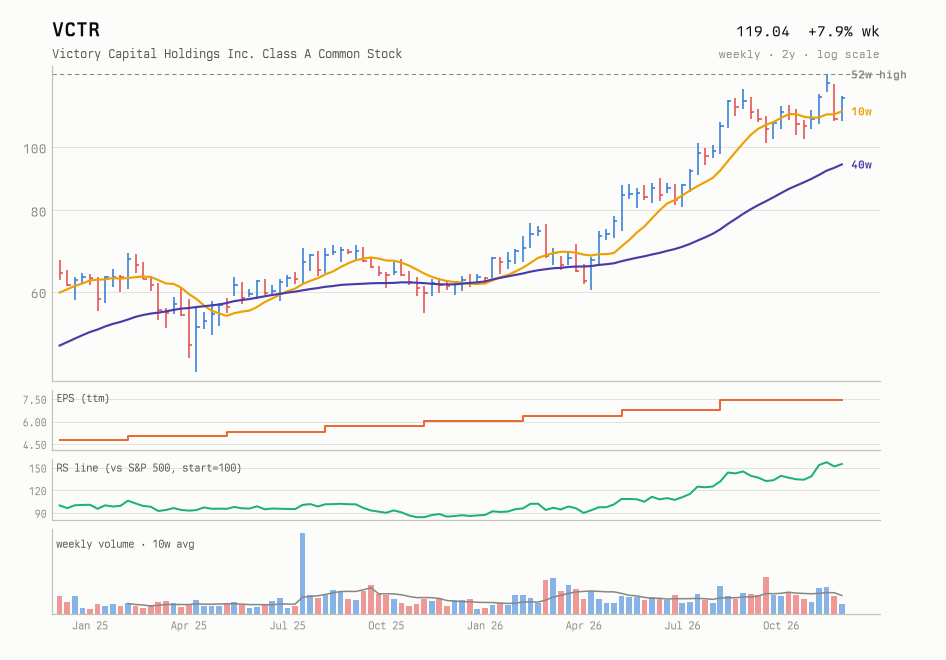 VCTR
119.04 +7.9% wk
Victory Capital Holdings Inc. Class A Common Stock
weekly · 2y · log scale
52w high
10w
40w
100
80
60
EPS (ttm)
7.50
6.00
4.50
RS line (vs S&P 500, start=100)
150
120
90
weekly volume · 10w avg
Jan 25 Apr 25 Jul 25 Oct 25 Jan 26 Apr 26 Jul 26 Oct 26